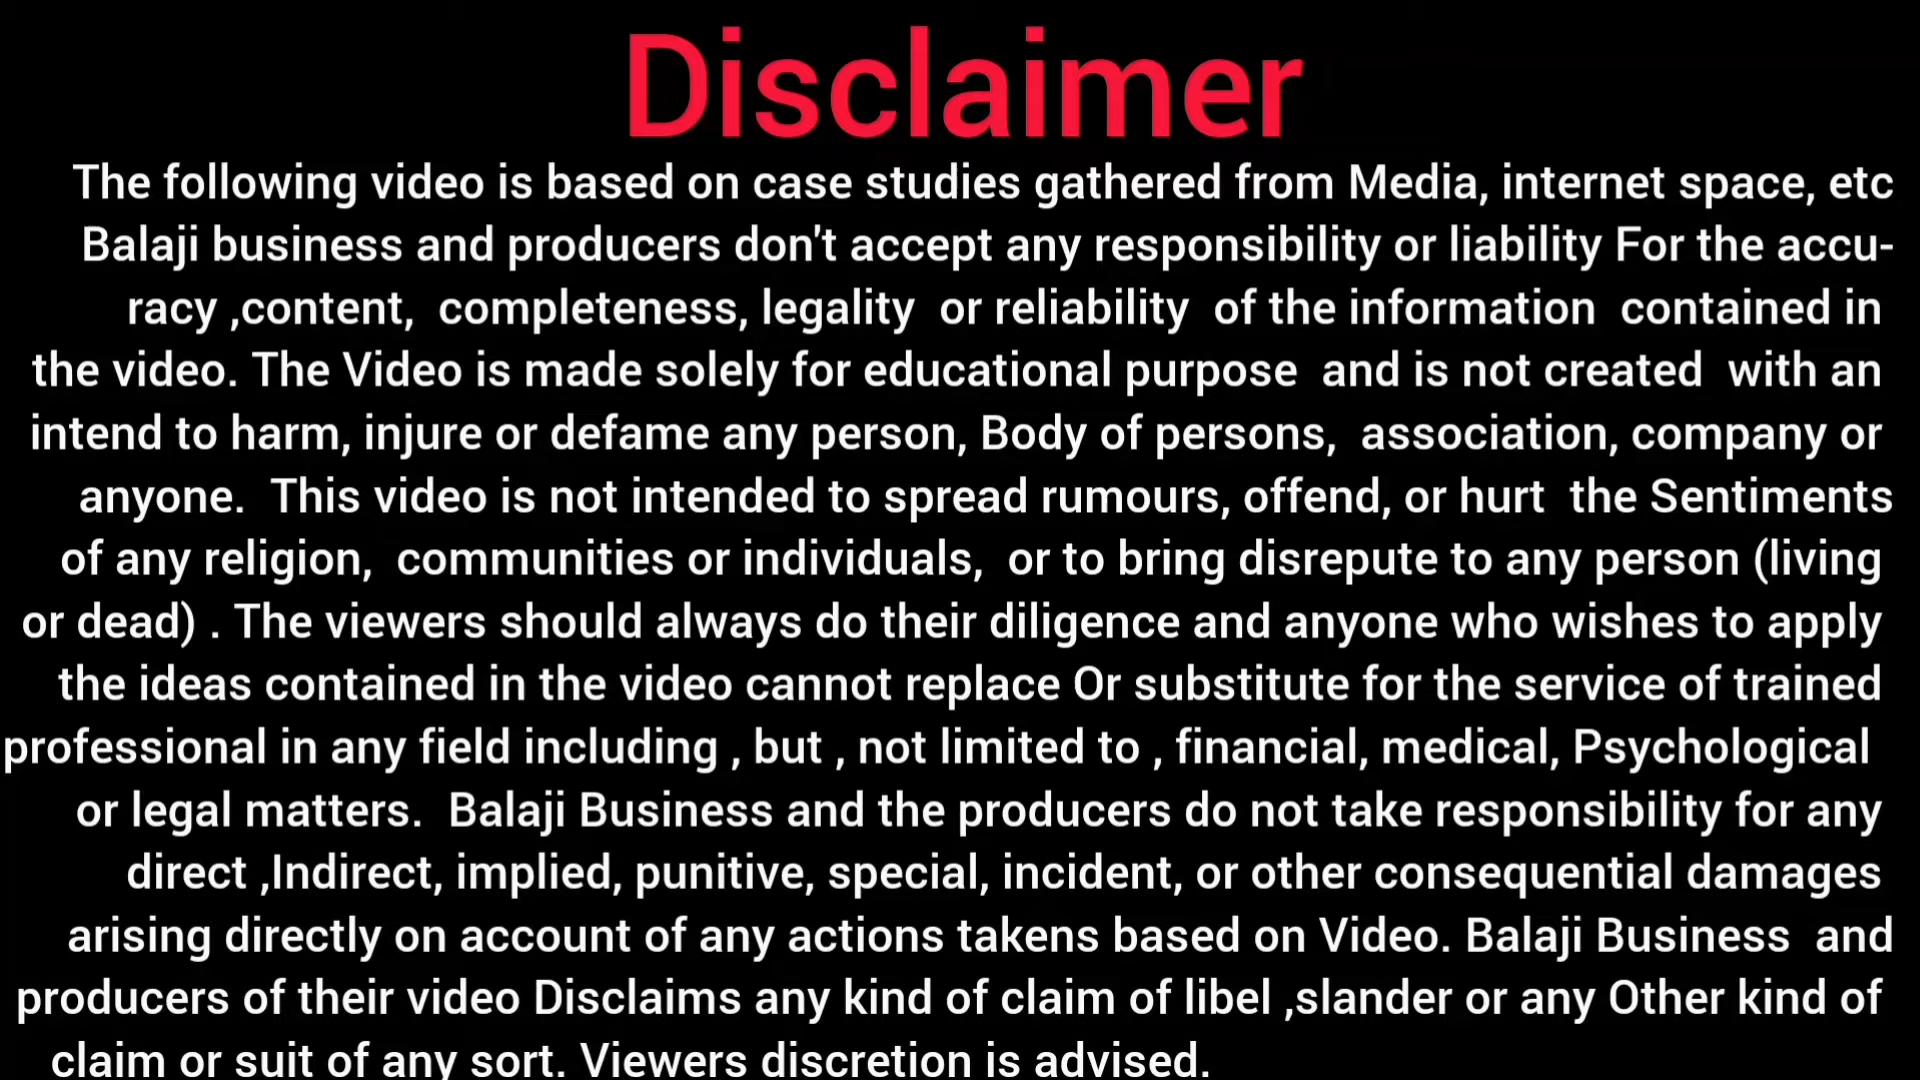 Disclaimer
The following video is based on case studies gathered from Media, internet space, etc
Balaji business and producers don't accept any responsibility or liability For the accu-
racy ,content,  completeness, legality  or reliability  of the information  contained in
the video. The Video is made solely for educational purpose  and is not created  with an
intend to harm, injure or defame any person, Body of persons,  association, company or
anyone.  This video is not intended to spread rumours, offend, or hurt  the Sentiments
of any religion,  communities or individuals,  or to bring disrepute to any person (living
or dead) . The viewers should always do their diligence and anyone who wishes to apply
the ideas contained in the video cannot replace Or substitute for the service of trained
professional in any field including , but , not limited to , financial, medical, Psychological
or legal matters.  Balaji Business and the producers do not take responsibility for any
direct ,Indirect, implied, punitive, special, incident, or other consequential damages
arising directly on account of any actions takens based on Video. Balaji Business  and
producers of their video Disclaims any kind of claim of libel ,slander or any Other kind of
claim or suit of any sort. Viewers discretion is advised.